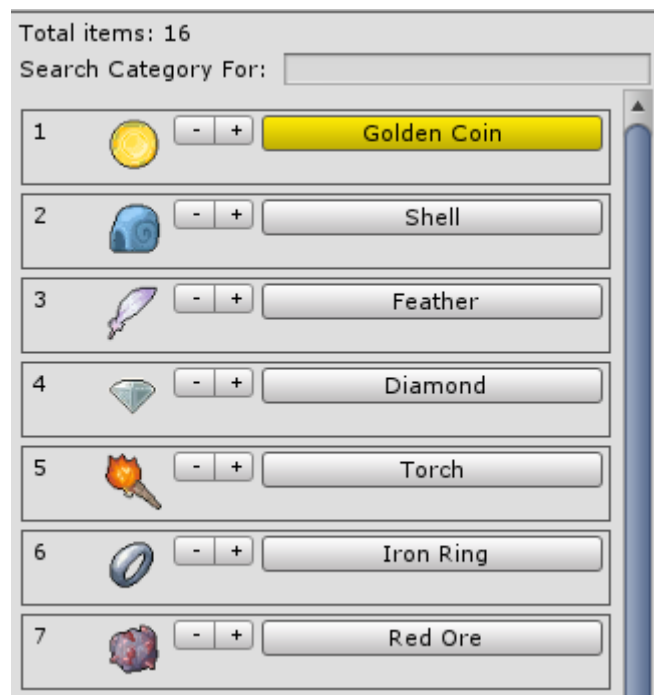 Total items: 16
Search Category For:
1 - + Golden Coin
2 - + Shell
3 - + Feather
4 - + Diamond
5 - + Torch
6 - + Iron Ring
7 - + Red Ore